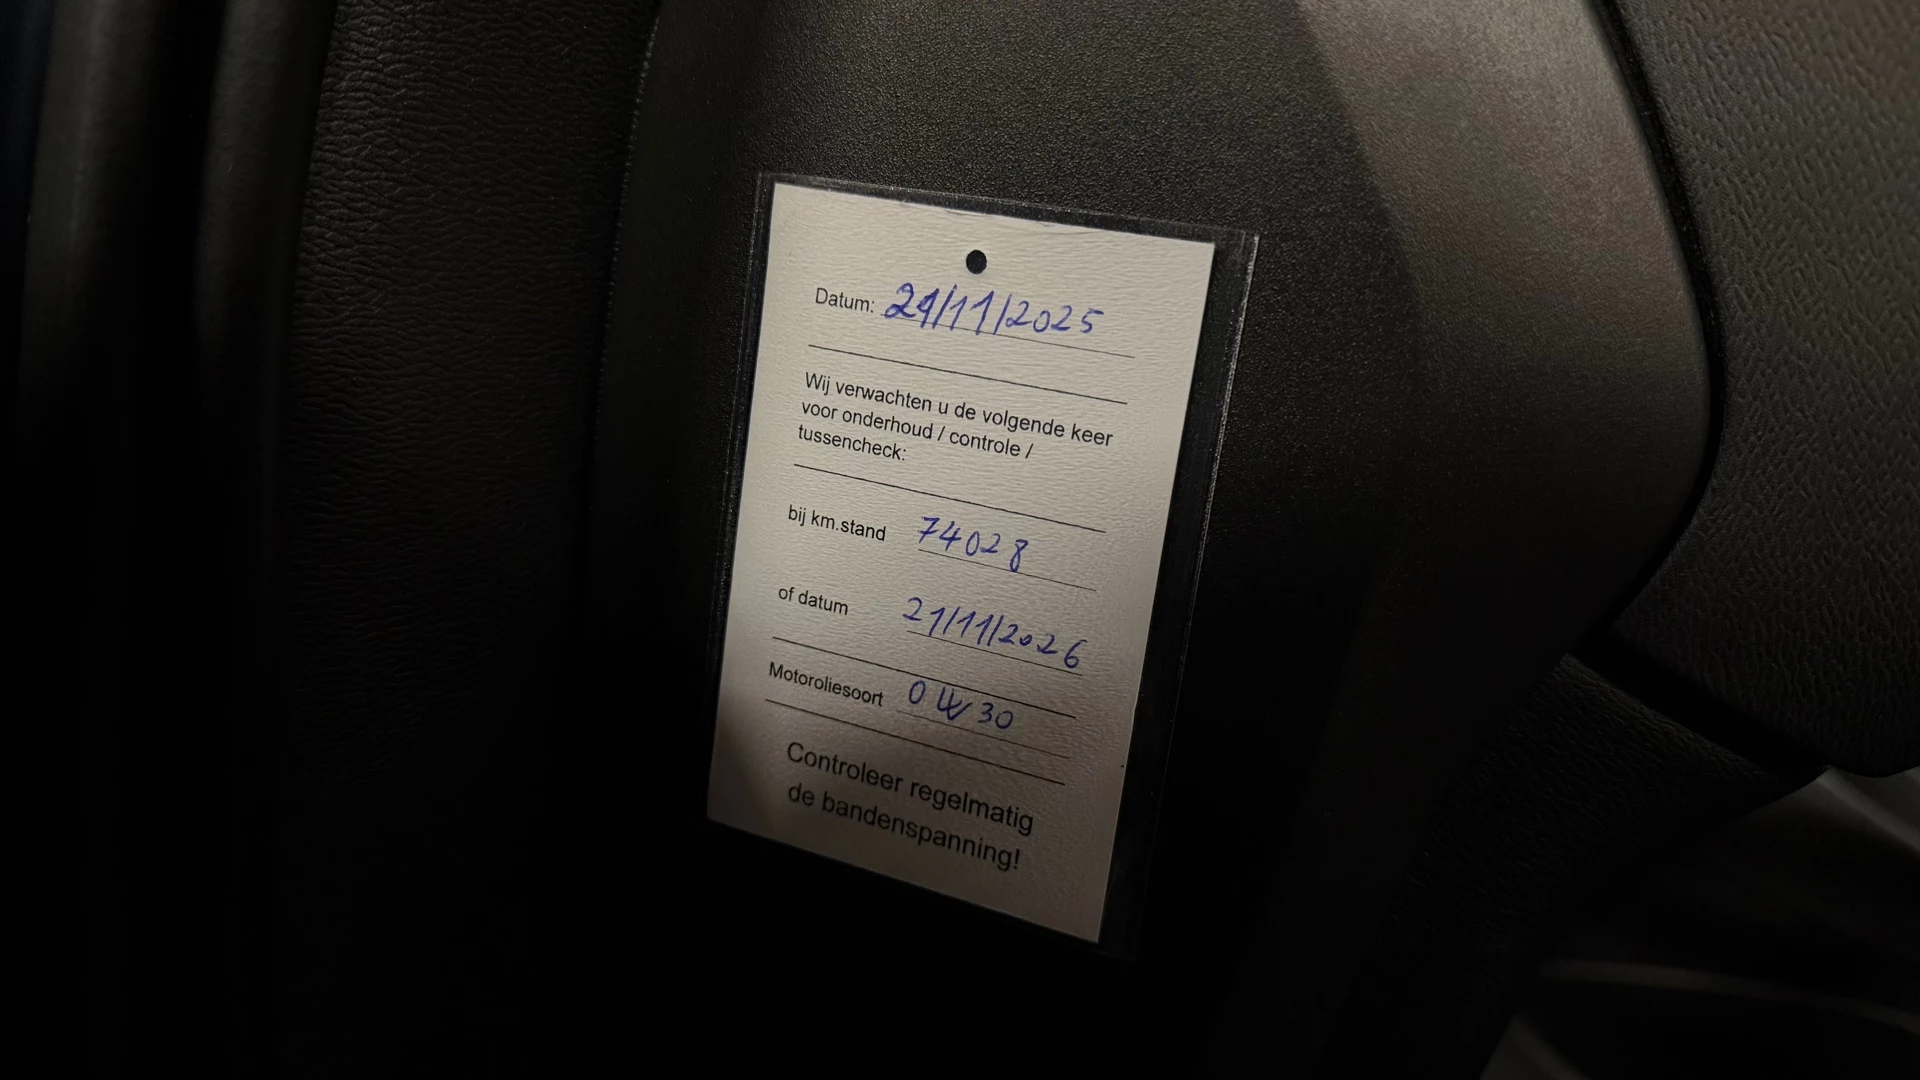 Datum: 21/11/2025
Wij verwachten u de volgende keer
voor onderhoud / controle /
tussencheck:
bij km.stand 74028
of datum 21/11/2026
Motoroliesoort 0W30
Controleer regelmatig
de bandenspanning!